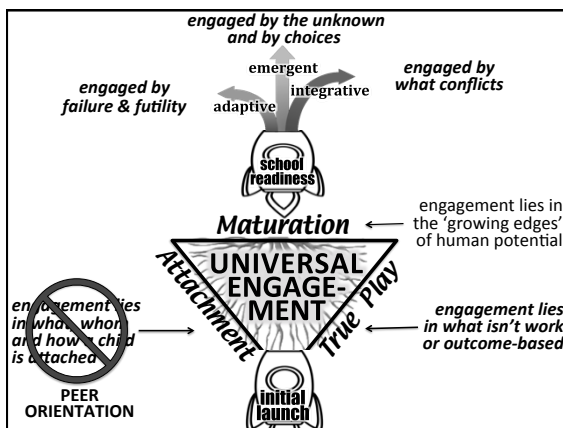 engaged by the unknown
and by choices
emergent
adaptive
integrative
engaged by
failure & futility
engaged by
what conflicts
school
readiness
Maturation
engagement lies in
the ‘growing edges’
of human potential
Attachment
UNIVERSAL
ENGAGE-
MENT
True Play
engagement lies
in what, whom
and how a child
is attached
PEER
ORIENTATION
engagement lies
in what isn’t work
or outcome-based
initial
launch